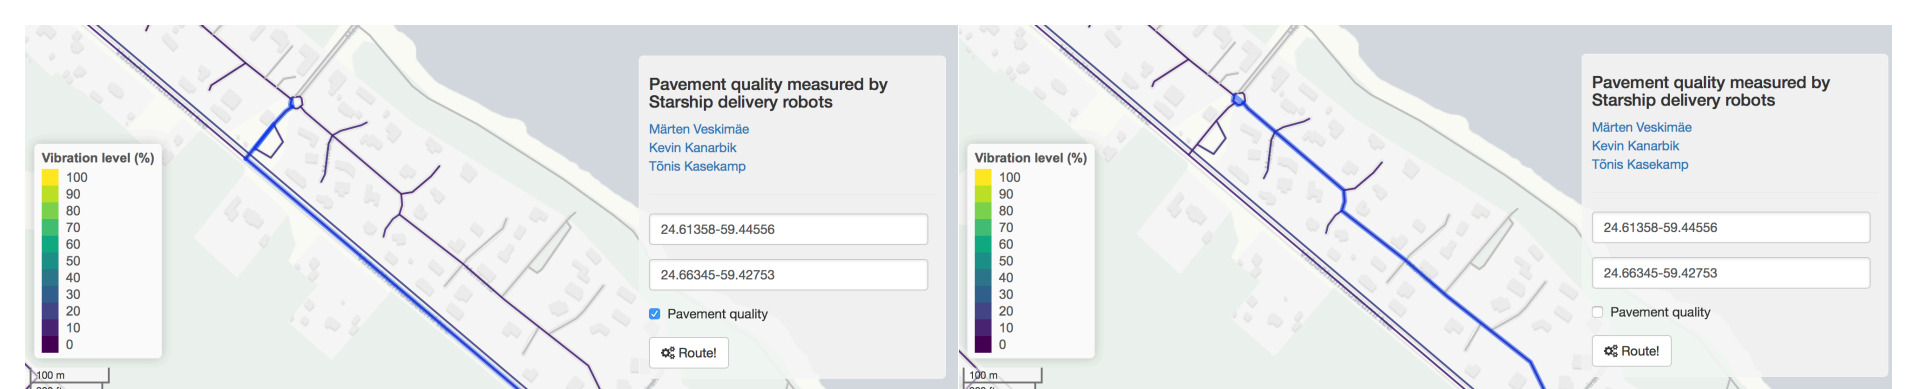 Pavement quality measured by
Starship delivery robots
Märten Veskimäe
Kevin Kanarbik
Tõnis Kasekamp
Vibration level (%)
100
90
80
70
60
50
40
30
20
10
0
24.61358-59.44556
24.66345-59.42753
Pavement quality
Route!
100 m
Pavement quality measured by
Starship delivery robots
Märten Veskimäe
Kevin Kanarbik
Tõnis Kasekamp
Vibration level (%)
100
90
80
70
60
50
40
30
20
10
0
24.61358-59.44556
24.66345-59.42753
Pavement quality
Route!
100 m